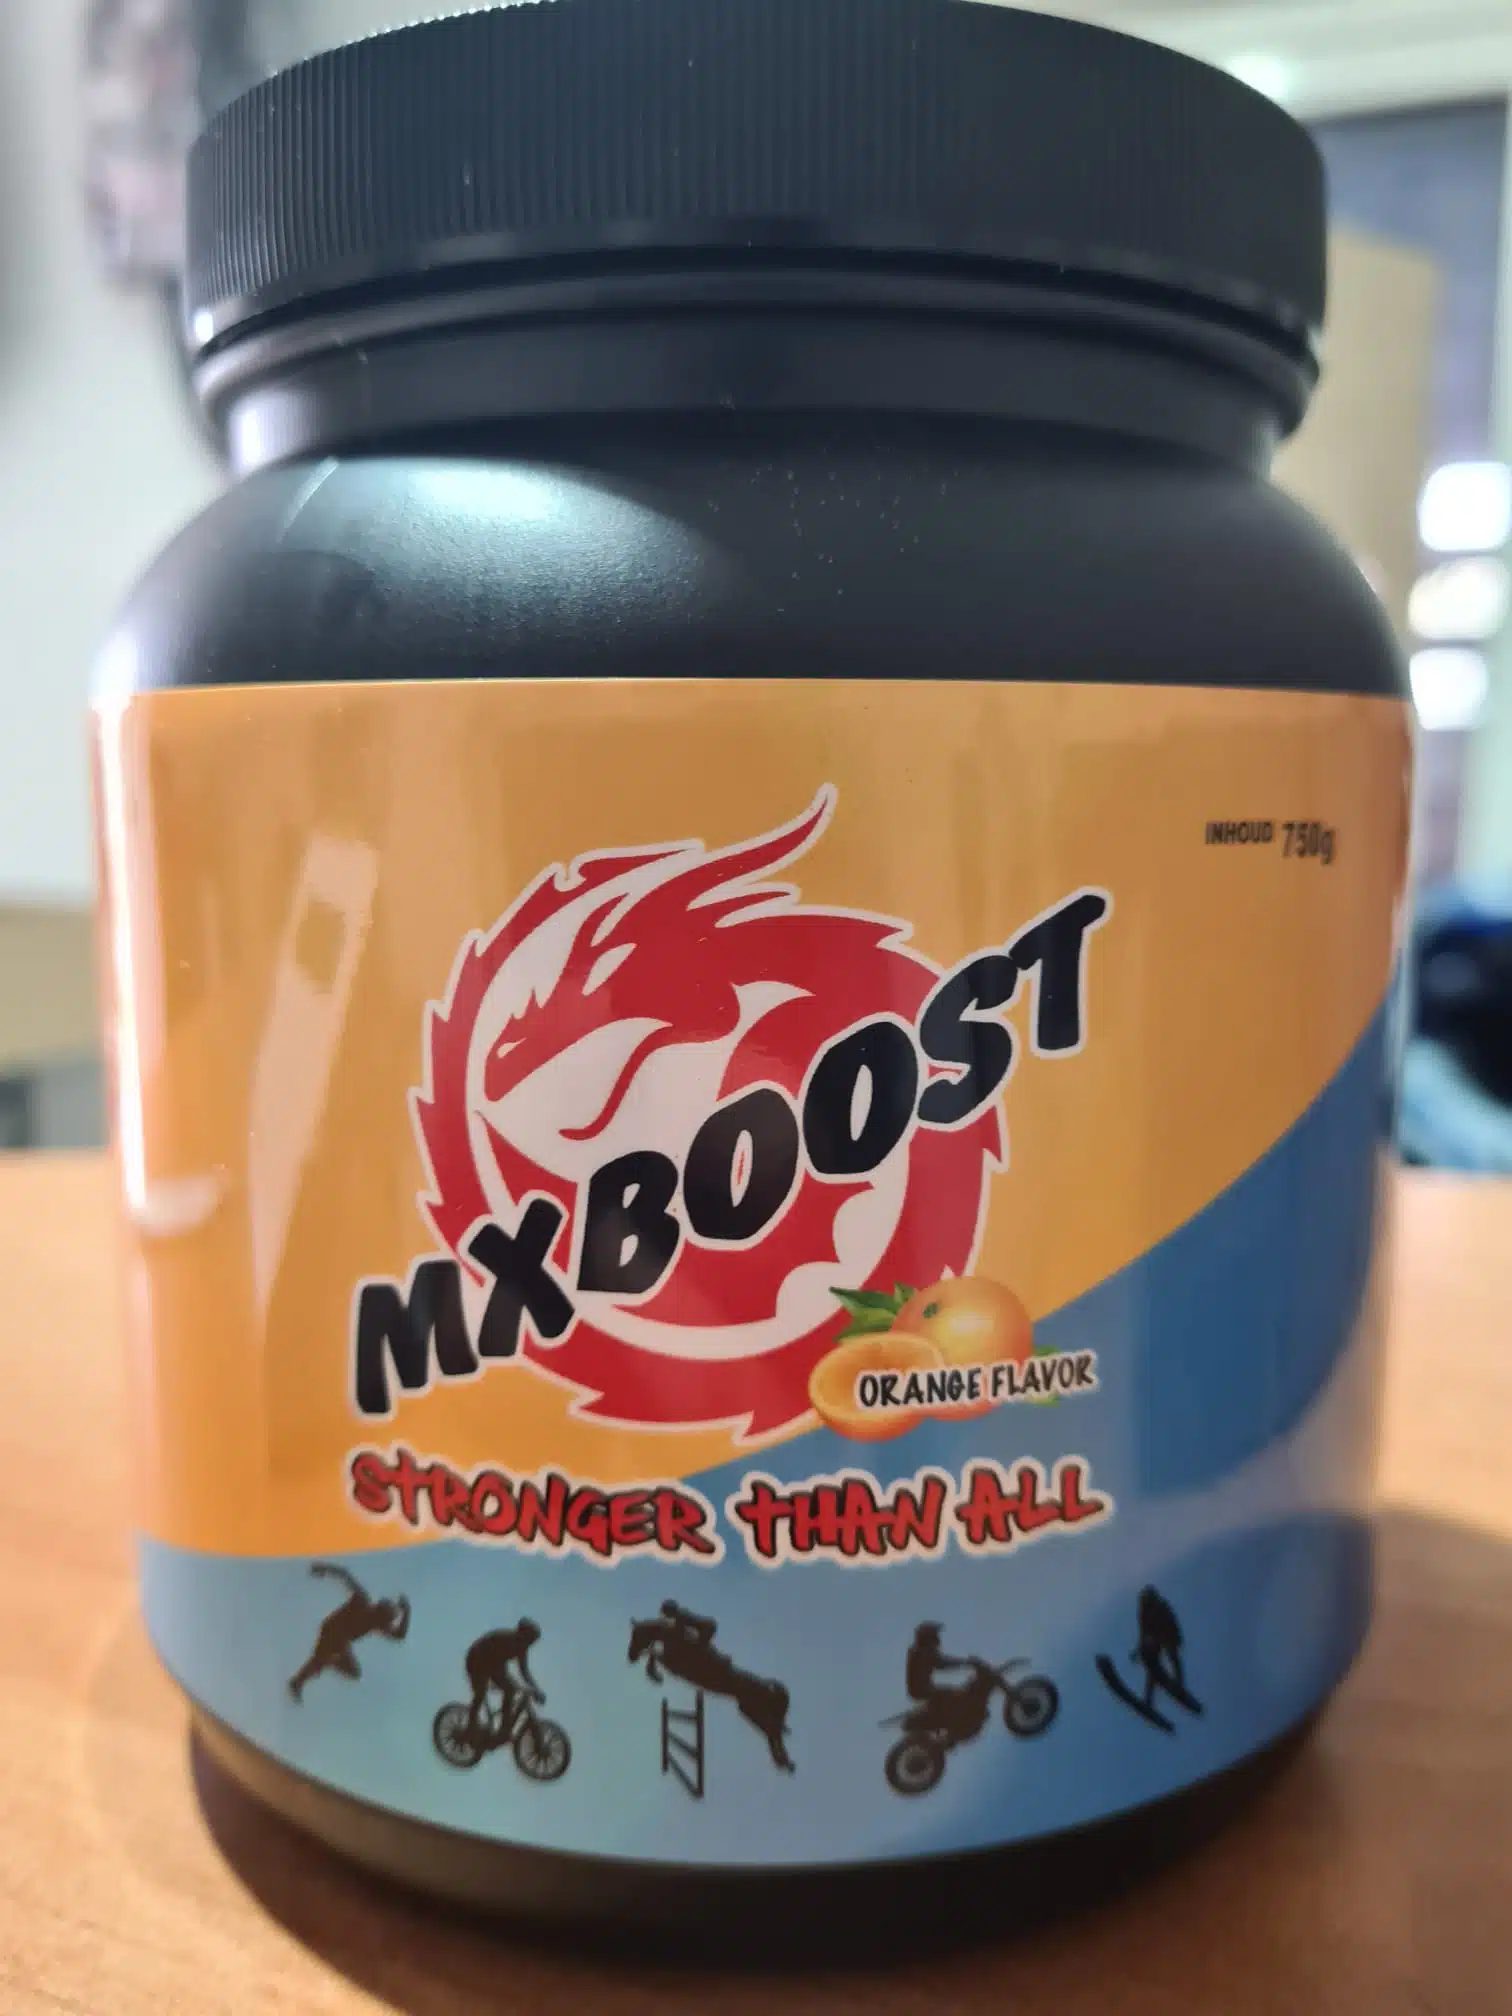 INHOUD 750g
MXBOOST
ORANGE FLAVOR
STRONGER THAN ALL